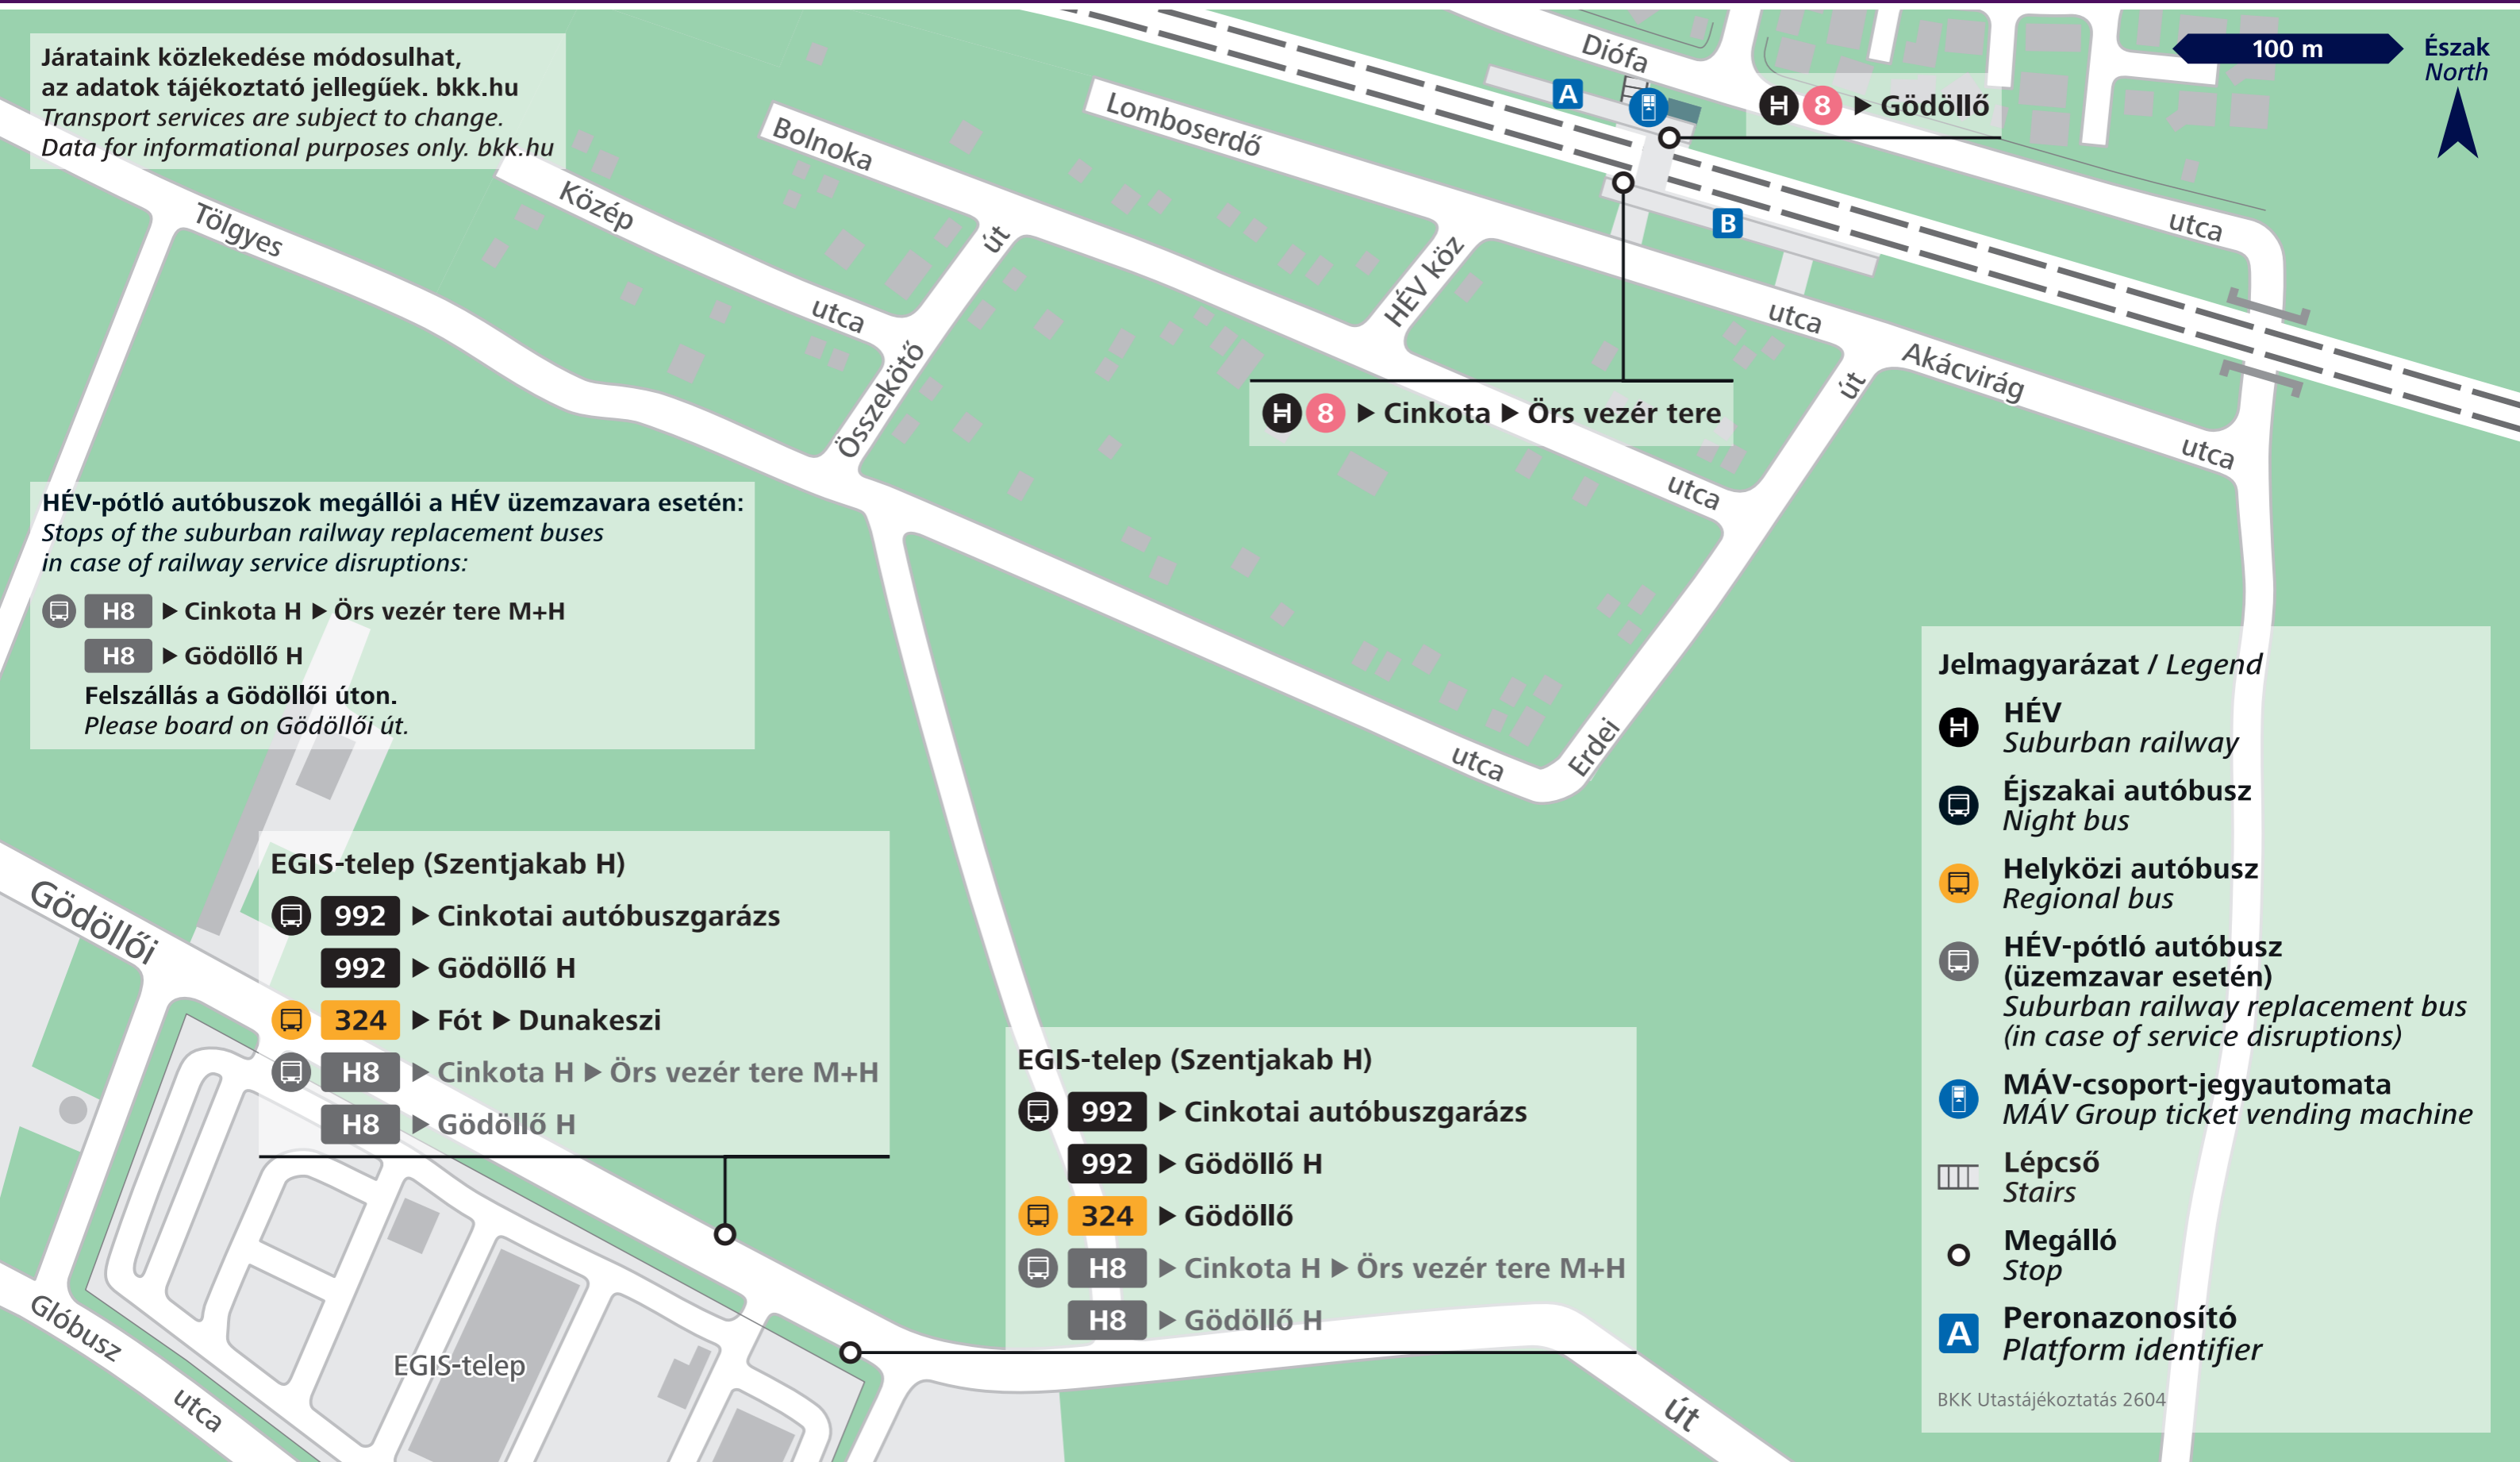 Járataink közlekedése módosulhat,
az adatok tájékoztató jellegűek. bkk.hu
Transport services are subject to change.
Data for informational purposes only. bkk.hu
100 m
Észak
North
Diófa
utca
A
H 8 ▶ Gödöllő
B
Lomboserdő
utca
Bolnoka
utca
Közép
utca
Tölgyes
utca
Összekötő
út
HÉV köz
Akácvirág
utca
Erdei
út
H 8 ▶ Cinkota ▶ Örs vezér tere
HÉV-pótló autóbuszok megállói a HÉV üzemzavara esetén:
Stops of the suburban railway replacement buses
in case of railway service disruptions:
H8 ▶ Cinkota H ▶ Örs vezér tere M+H
H8 ▶ Gödöllő H
Felszállás a Gödöllői úton.
Please board on Gödöllői út.
Gödöllői
út
EGIS-telep (Szentjakab H)
992 ▶ Cinkotai autóbuszgarázs
992 ▶ Gödöllő H
324 ▶ Fót ▶ Dunakeszi
H8 ▶ Cinkota H ▶ Örs vezér tere M+H
H8 ▶ Gödöllő H
EGIS-telep (Szentjakab H)
992 ▶ Cinkotai autóbuszgarázs
992 ▶ Gödöllő H
324 ▶ Gödöllő
H8 ▶ Cinkota H ▶ Örs vezér tere M+H
H8 ▶ Gödöllő H
Glóbusz
utca
EGIS-telep
Jelmagyarázat / Legend
H HÉV
Suburban railway
Éjszakai autóbusz
Night bus
Helyközi autóbusz
Regional bus
HÉV-pótló autóbusz
(üzemzavar esetén)
Suburban railway replacement bus
(in case of service disruptions)
MÁV-csoport-jegyautomata
MÁV Group ticket vending machine
Lépcső
Stairs
Megálló
Stop
A Peronazonosító
Platform identifier
BKK Utastájékoztatás 2604